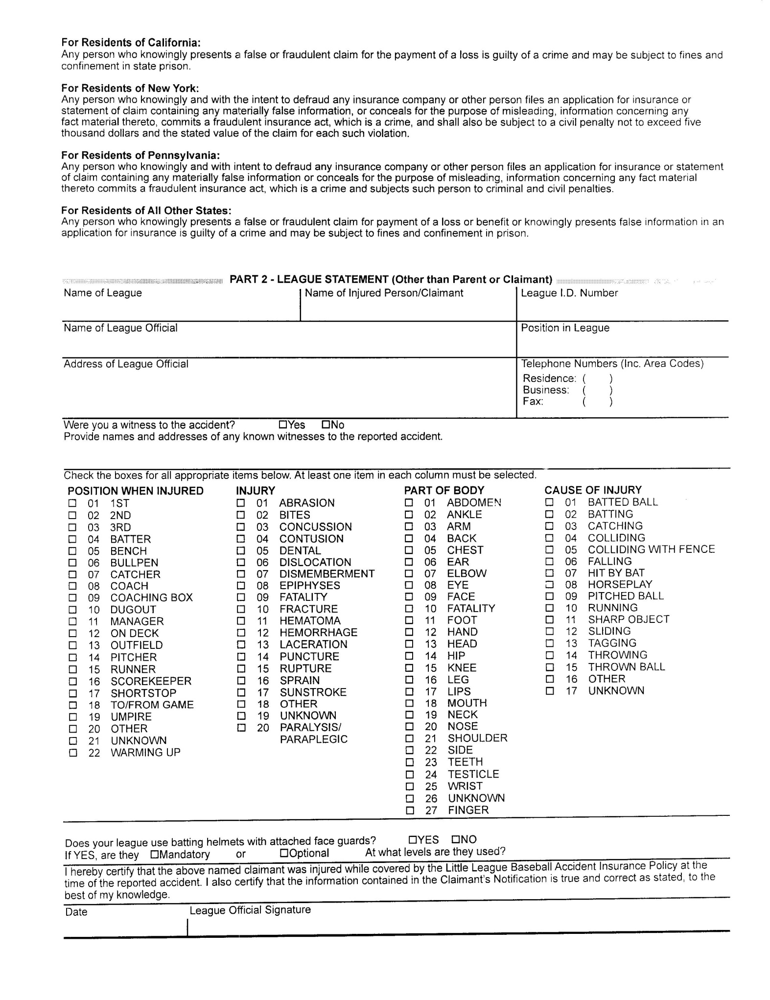 For Residents of California:
Any person who knowingly presents a false or fraudulent claim for the payment of a loss is guilty of a crime and may be subject to fines and
confinement in state prison.
For Residents of New York:
Any person who knowingly and with the intent to defraud any insurance company or other person files an application for insurance or
statement of claim containing any materially false information, or conceals for the purpose of misleading, information concerning any
fact material thereto, commits a fraudulent insurance act, which is a crime, and shall also be subject to a civil penalty not to exceed five
thousand dollars and the stated value of the claim for each such violation.
For Residents of Pennsylvania:
Any person who knowingly and with intent to defraud any insurance company or other person files an application for insurance or statement
of claim containing any materially false information or conceals for the purpose of misleading, information concerning any fact material
thereto commits a fraudulent insurance act, which is a crime and subjects such person to criminal and civil penalties.
For Residents of All Other States:
Any person who knowingly presents a false or fraudulent claim for payment of a loss or benefit or knowingly presents false information in an
application for insurance is guilty of a crime and may be subject to fines and confinement in prison.
PART 2 - LEAGUE STATEMENT (Other than Parent or Claimant)
Name of League Name of Injured Person/Claimant League I.D. Number
Name of League Official Position in League
Address of League Official Telephone Numbers (Inc. Area Codes)
Residence: ( )
Business: ( )
Fax: ( )
Were you a witness to the accident? ☐Yes ☐No
Provide names and addresses of any known witnesses to the reported accident.
Check the boxes for all appropriate items below. At least one item in each column must be selected.
POSITION WHEN INJURED
☐ 01 1ST
☐ 02 2ND
☐ 03 3RD
☐ 04 BATTER
☐ 05 BENCH
☐ 06 BULLPEN
☐ 07 CATCHER
☐ 08 COACH
☐ 09 COACHING BOX
☐ 10 DUGOUT
☐ 11 MANAGER
☐ 12 ON DECK
☐ 13 OUTFIELD
☐ 14 PITCHER
☐ 15 RUNNER
☐ 16 SCOREKEEPER
☐ 17 SHORTSTOP
☐ 18 TO/FROM GAME
☐ 19 UMPIRE
☐ 20 OTHER
☐ 21 UNKNOWN
☐ 22 WARMING UP
INJURY
☐ 01 ABRASION
☐ 02 BITES
☐ 03 CONCUSSION
☐ 04 CONTUSION
☐ 05 DENTAL
☐ 06 DISLOCATION
☐ 07 DISMEMBERMENT
☐ 08 EPIPHYSES
☐ 09 FATALITY
☐ 10 FRACTURE
☐ 11 HEMATOMA
☐ 12 HEMORRHAGE
☐ 13 LACERATION
☐ 14 PUNCTURE
☐ 15 RUPTURE
☐ 16 SPRAIN
☐ 17 SUNSTROKE
☐ 18 OTHER
☐ 19 UNKNOWN
☐ 20 PARALYSIS/
PARAPLEGIC
PART OF BODY
☐ 01 ABDOMEN
☐ 02 ANKLE
☐ 03 ARM
☐ 04 BACK
☐ 05 CHEST
☐ 06 EAR
☐ 07 ELBOW
☐ 08 EYE
☐ 09 FACE
☐ 10 FATALITY
☐ 11 FOOT
☐ 12 HAND
☐ 13 HEAD
☐ 14 HIP
☐ 15 KNEE
☐ 16 LEG
☐ 17 LIPS
☐ 18 MOUTH
☐ 19 NECK
☐ 20 NOSE
☐ 21 SHOULDER
☐ 22 SIDE
☐ 23 TEETH
☐ 24 TESTICLE
☐ 25 WRIST
☐ 26 UNKNOWN
☐ 27 FINGER
CAUSE OF INJURY
☐ 01 BATTED BALL
☐ 02 BATTING
☐ 03 CATCHING
☐ 04 COLLIDING
☐ 05 COLLIDING WITH FENCE
☐ 06 FALLING
☐ 07 HIT BY BAT
☐ 08 HORSEPLAY
☐ 09 PITCHED BALL
☐ 10 RUNNING
☐ 11 SHARP OBJECT
☐ 12 SLIDING
☐ 13 TAGGING
☐ 14 THROWING
☐ 15 THROWN BALL
☐ 16 OTHER
☐ 17 UNKNOWN
Does your league use batting helmets with attached face guards? ☐YES ☐NO
If YES, are they ☐Mandatory or ☐Optional At what levels are they used?
I hereby certify that the above named claimant was injured while covered by the Little League Baseball Accident Insurance Policy at the
time of the reported accident. I also certify that the information contained in the Claimant's Notification is true and correct as stated, to the
best of my knowledge.
Date League Official Signature